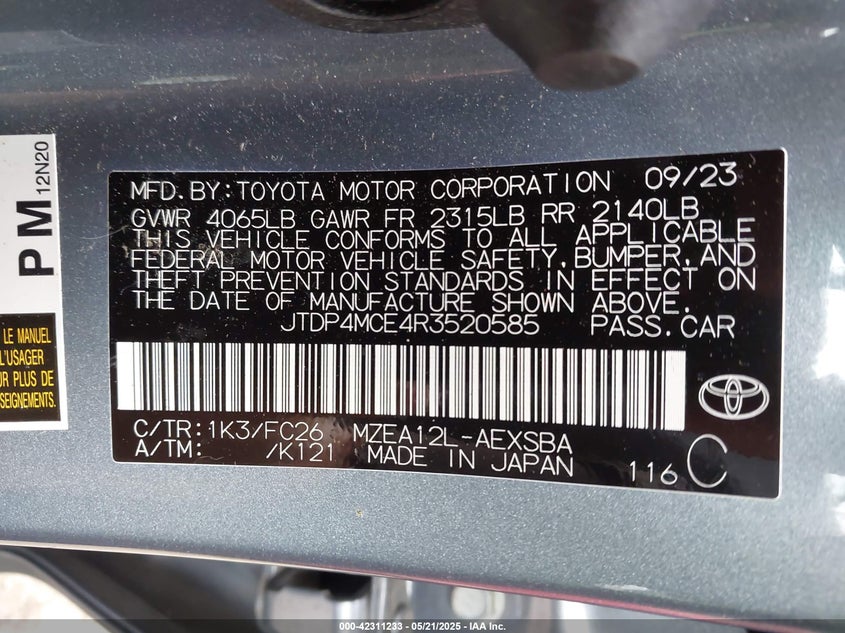 MFD.BY:TOYOTA MOTOR CORPORATION 09/23
GVWR 4065LB GAWR FR 2315LB RR 2140LB
THIS VEHICLE CONFORMS TO ALL APPLICABLE
FEDERAL MOTOR VEHICLE SAFETY,BUMPER,AND
THEFT PREVENTION STANDARDS IN EFFECT ON
THE DATE OF MANUFACTURE SHOWN ABOVE.
JTDP4MCE4R3520585 PASS.CAR
C/TR:1K3/FC26 MZEA12L-AEXSBA
A/TM: /K121 MADE IN JAPAN 116 C
PM 12N20
LE MANUEL
L'USAGER
UR PLUS DE
SEIGNEMENTS.
000-42311233 - 05/21/2025 - IAA Inc.